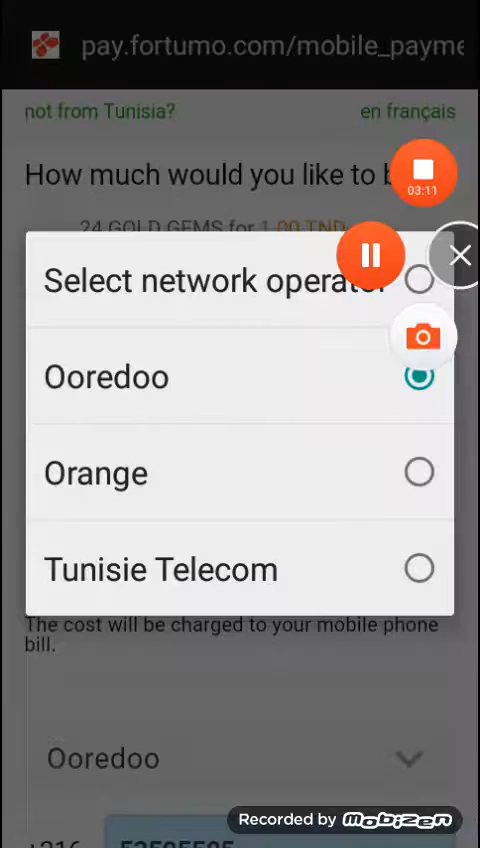 pay.fortumo.com/mobile_payme
not from Tunisia?
en français
How much would you like to b
03:11
24 GOLD GEMS for 1.00 TND
Select network operator
Ooredoo
Orange
Tunisie Telecom
The cost will be charged to your mobile phone
bill.
Ooredoo
Recorded by Mobizen
+216